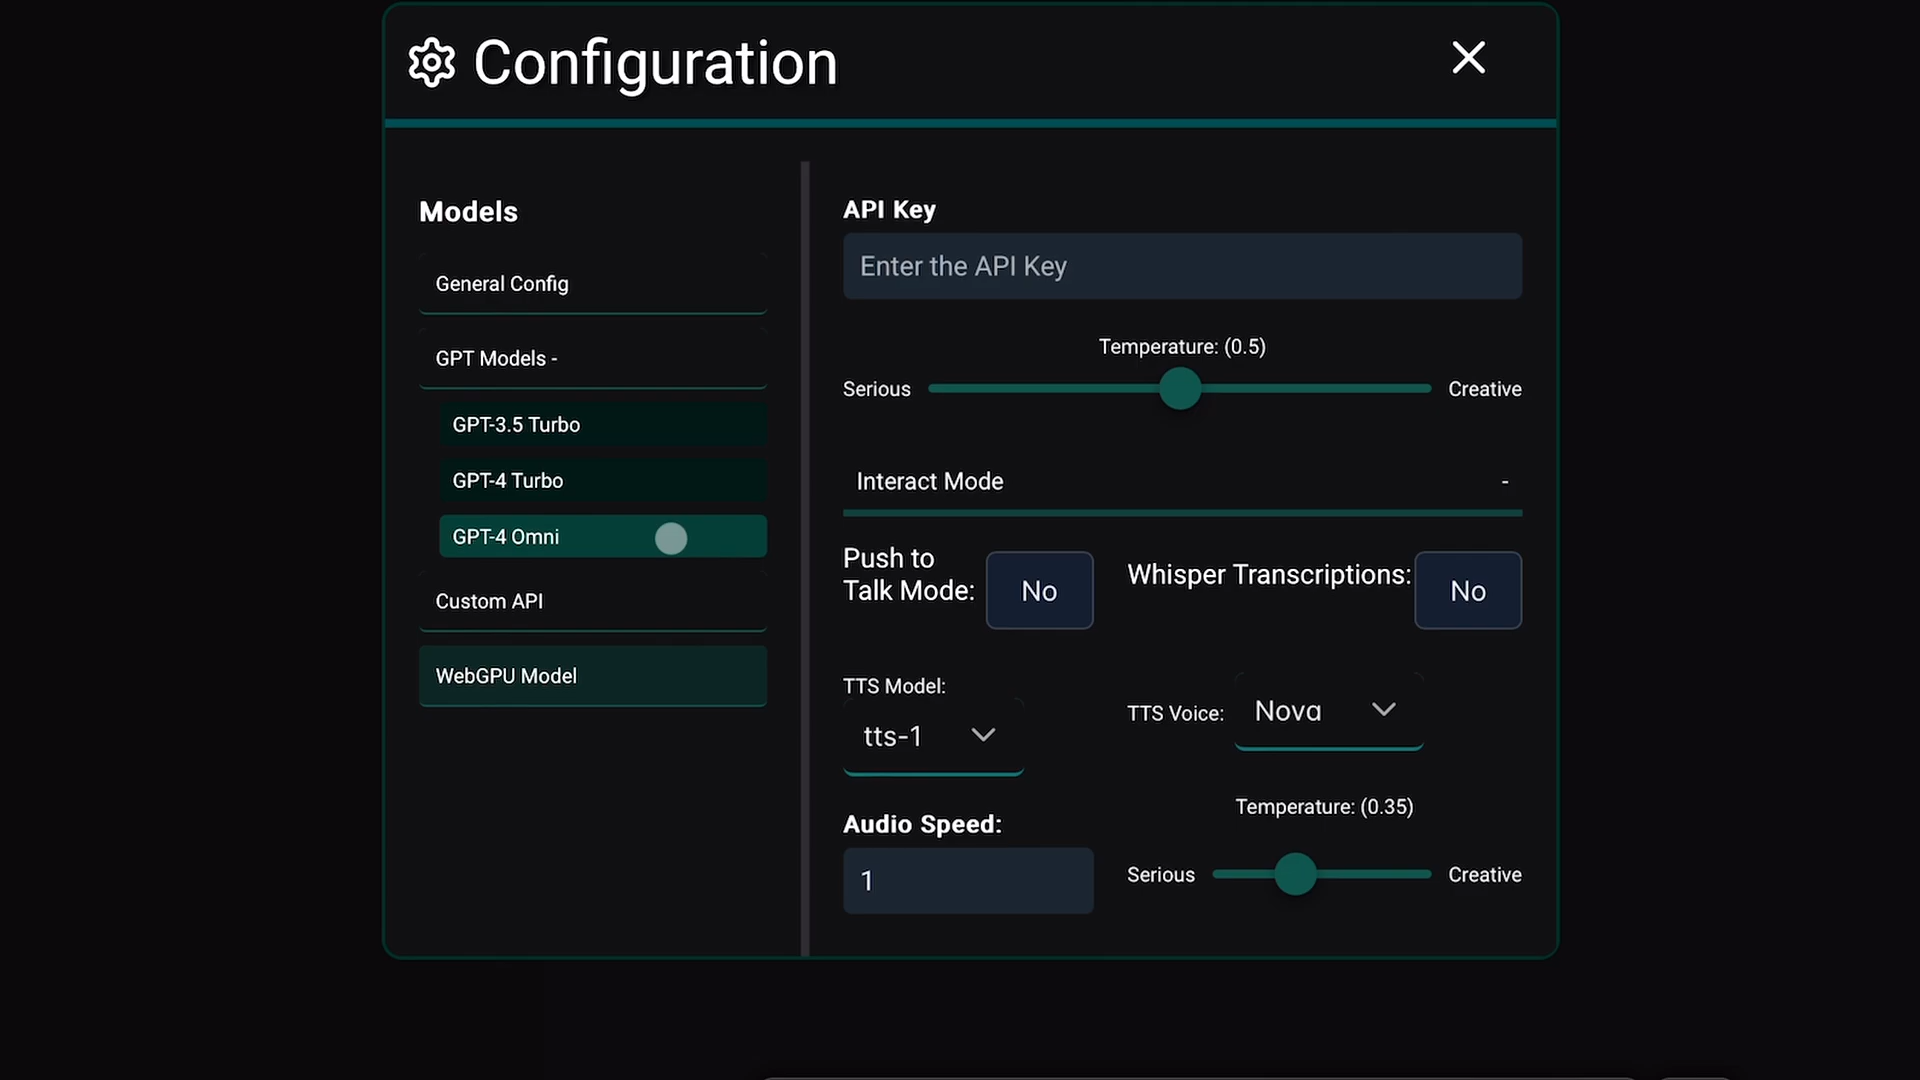 Configuration
Models
General Config
GPT Models -
GPT-3.5 Turbo
GPT-4 Turbo
GPT-4 Omni
Custom API
WebGPU Model
API Key
Enter the API Key
Temperature: (0.5)
Serious
Creative
Interact Mode -
Push to
Talk Mode:
No
Whisper Transcriptions:
No
TTS Model:
tts-1
TTS Voice:
Nova
Audio Speed:
1
Temperature: (0.35)
Serious
Creative